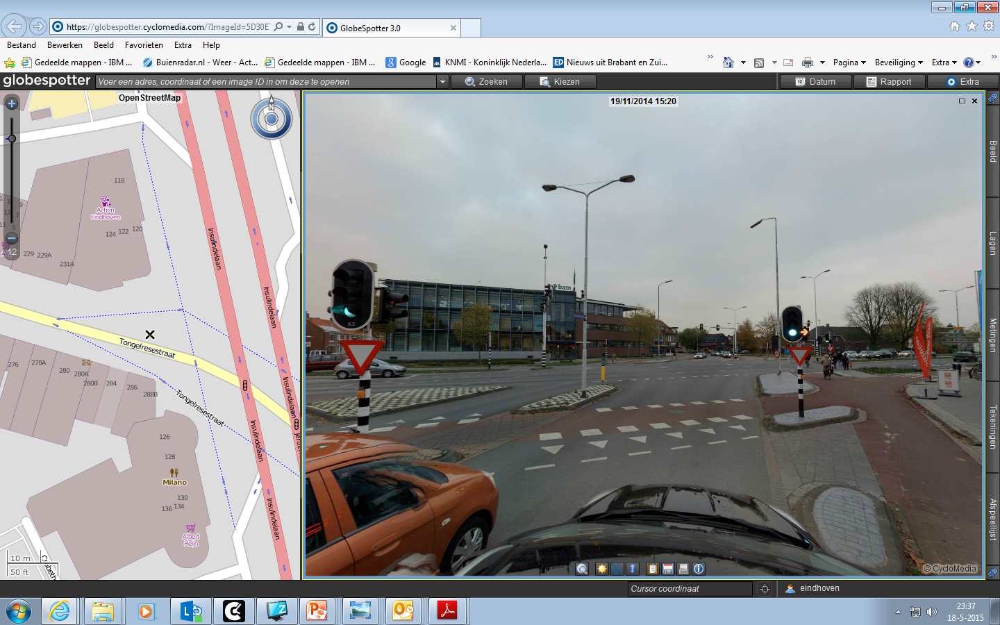 https://globespotter.cyclomedia.com/?ImageId=5D30E
GlobeSpotter 3.0
Bestand Bewerken Beeld Favorieten Extra Help
Gedeelde mappen - IBM ... Buienradar.nl - Weer - Act... Gedeelde mappen - IBM ... Google KNMI - Koninklijk Nederla... ED Nieuws uit Brabant en Zui...
Pagina Beveiliging Extra
globespotter
Voer een adres, coordinaat of een image ID in om deze te openen
Zoeken Kiezen Datum Rapport Extra
OpenStreetMap
N
19/11/2014 15:20
118
Action
Eindhoven
124 122 120
229 229A
231A
5
12
Insulindelaan
Insulindelaan
Tongelresestraat
276 278A 280 280A 280B 284 286 288B
Tongelresestraat
Insulindelaan
Insulindelaan
Insulindelaan
126
128
Milano
130
136 134
Albert
Heijn
10 m
50 ft
bam
5.2
Beeld
Lagen
Metingen
Tekeningen
Afspeellijst
© CycloMedia
Cursor coordinaat
eindhoven
23:37
18-5-2015